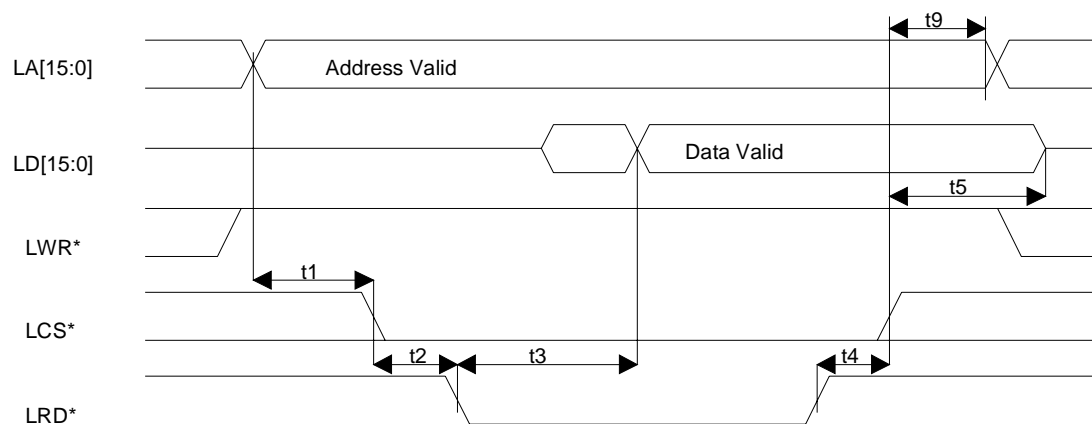 t9
LA[15:0]
Address Valid
LD[15:0]
Data Valid
t5
LWR*
t1
LCS*
t2
t3
t4
LRD*